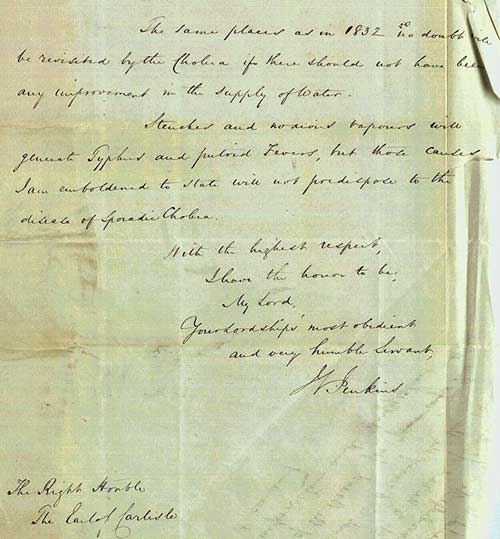 The same places as in 1832 no doubt will
be revisited by the Cholera if there should not have been
any improvement in the supply of Water.
Stenches and noxious vapours will
generate Typhus and putrid Fevers, but those causes
I am emboldened to state will not predespose to the
disease of Sporadic Cholera.
With the highest respect,
I have the honor to be,
My Lord,
Your Lordship's most obedient
and very humble Servant,
Jenkins.
The Right Honble
The Earl of Carlisle